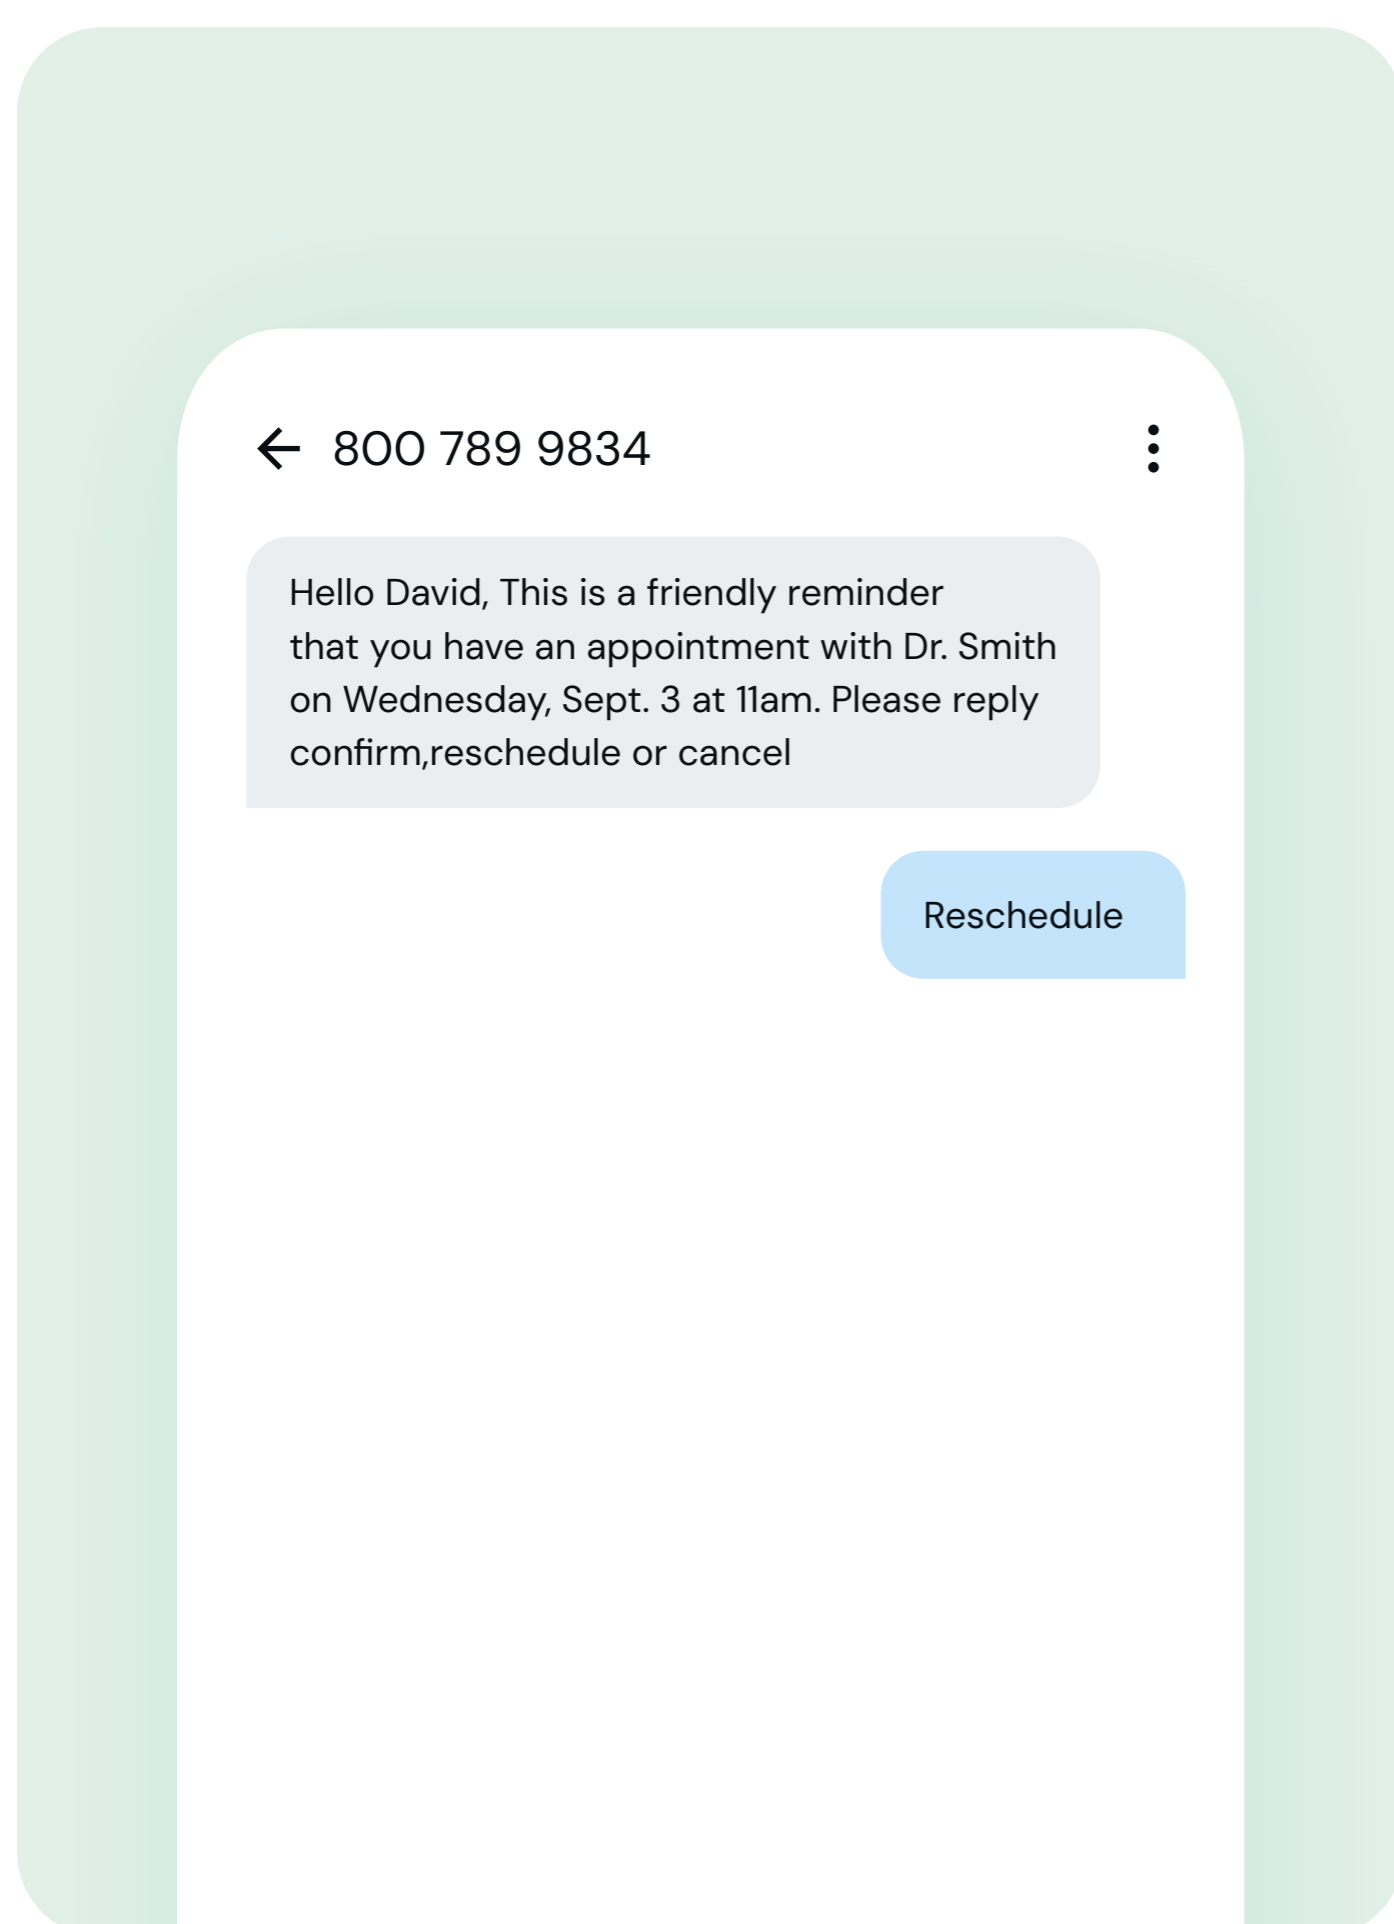 800 789 9834
Hello David, This is a friendly reminder
that you have an appointment with Dr. Smith
on Wednesday, Sept. 3 at 11am. Please reply
confirm,reschedule or cancel
Reschedule